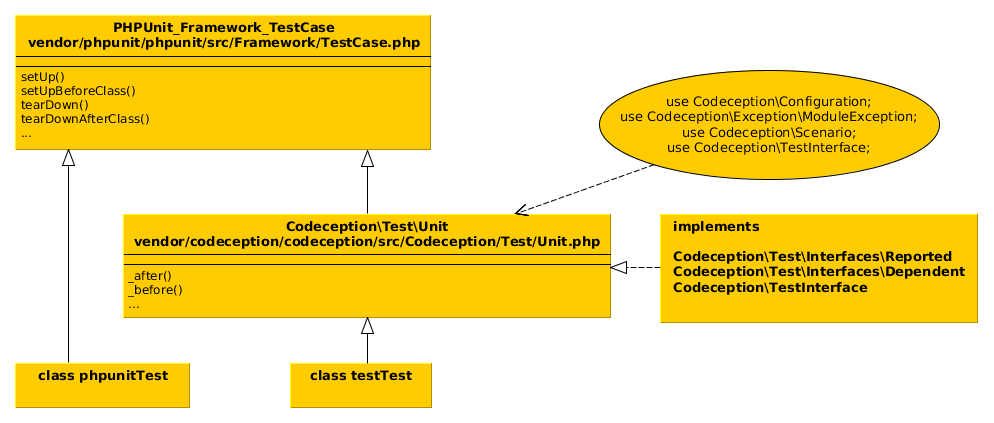 PHPUnit_Framework_TestCase
vendor/phpunit/phpunit/src/Framework/TestCase.php
setUp()
setUpBeforeClass()
tearDown()
tearDownAfterClass()
...
use Codeception\Configuration;
use Codeception\Exception\ModuleException;
use Codeception\Scenario;
use Codeception\TestInterface;
Codeception\Test\Unit
vendor/codeception/codeception/src/Codeception/Test/Unit.php
_after()
_before()
...
implements
Codeception\Test\Interfaces\Reported
Codeception\Test\Interfaces\Dependent
Codeception\TestInterface
class phpunitTest
class testTest